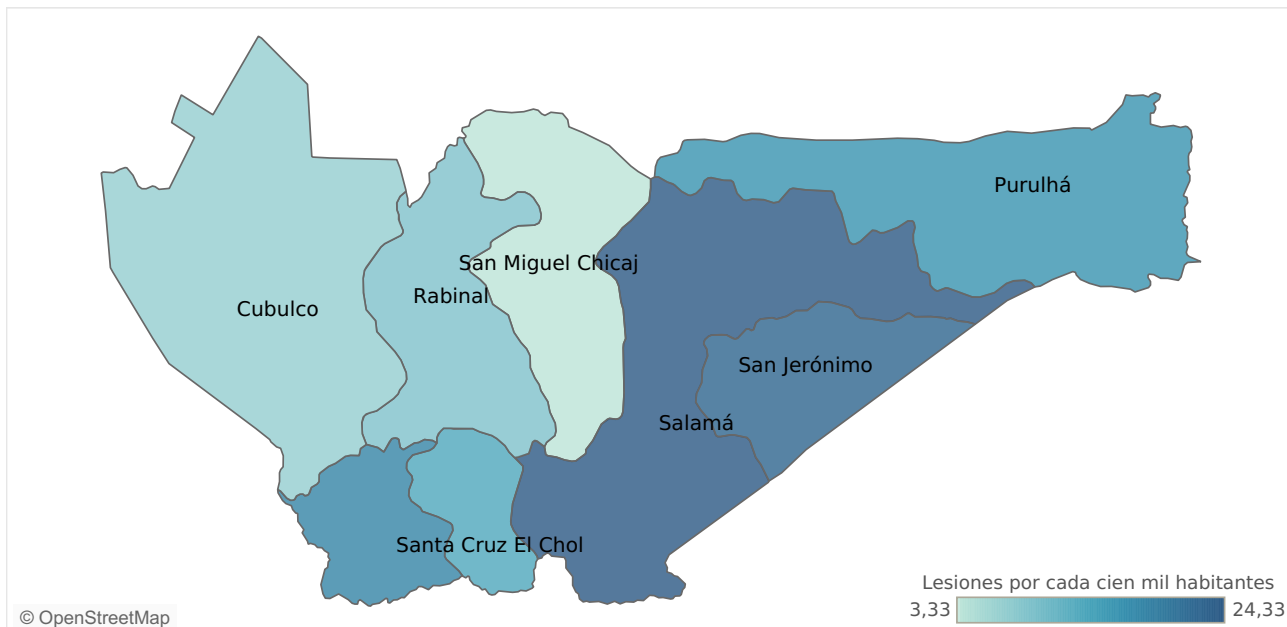 Purulhá
San Miguel Chicaj
Rabinal
Cubulco
San Jerónimo
Salamá
Santa Cruz El Chol
Lesiones por cada cien mil habitantes
3,33 24,33
© OpenStreetMap